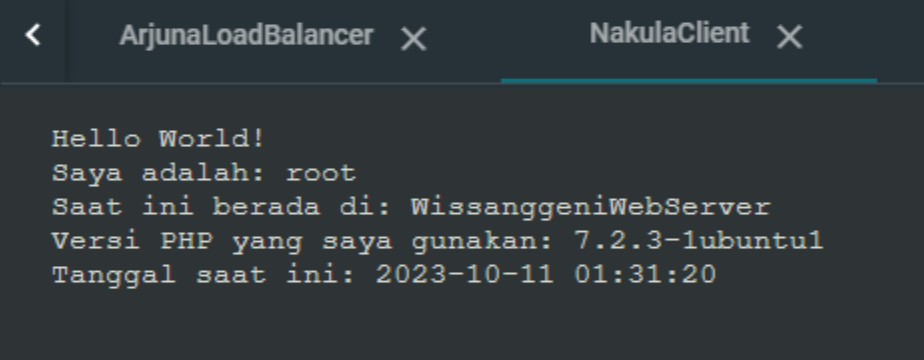 ArjunaLoadBalancer
NakulaClient
Hello World!
Saya adalah: root
Saat ini berada di: WissanggeniWebServer
Versi PHP yang saya gunakan: 7.2.3-1ubuntu1
Tanggal saat ini: 2023-10-11 01:31:20